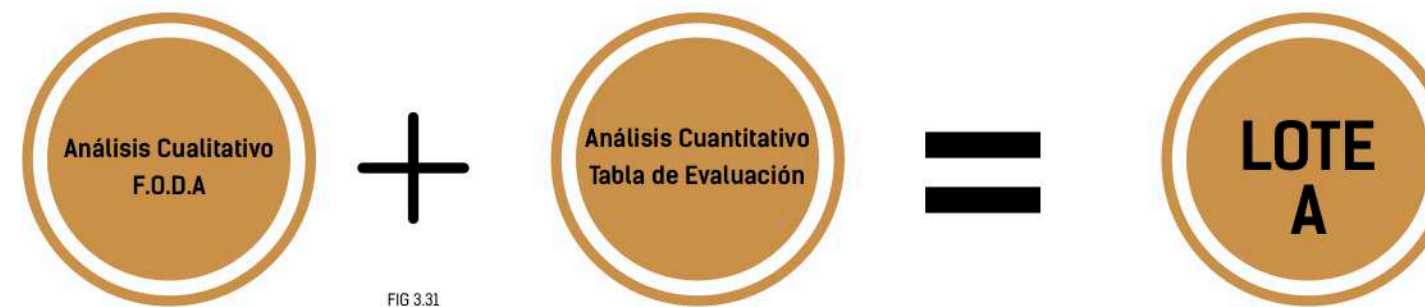 Análisis Cualitativo
F.O.D.A
Análisis Cuantitativo
Tabla de Evaluación
LOTE
A
FIG 3.31